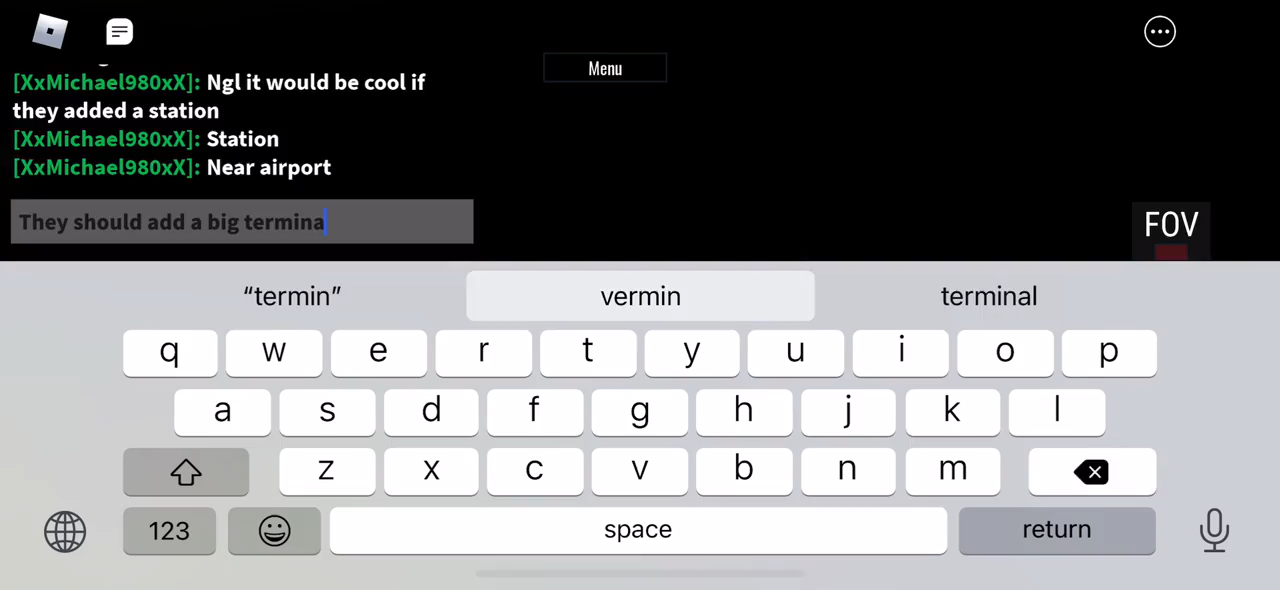 Menu
[XxMichael980xX]: Ngl it would be cool if
they added a station
[XxMichael980xX]: Station
[XxMichael980xX]: Near airport
They should add a big termina
FOV
“termin” vermin terminal
q w e r t y u i o p
a s d f g h j k l
z x c v b n m
123 space return